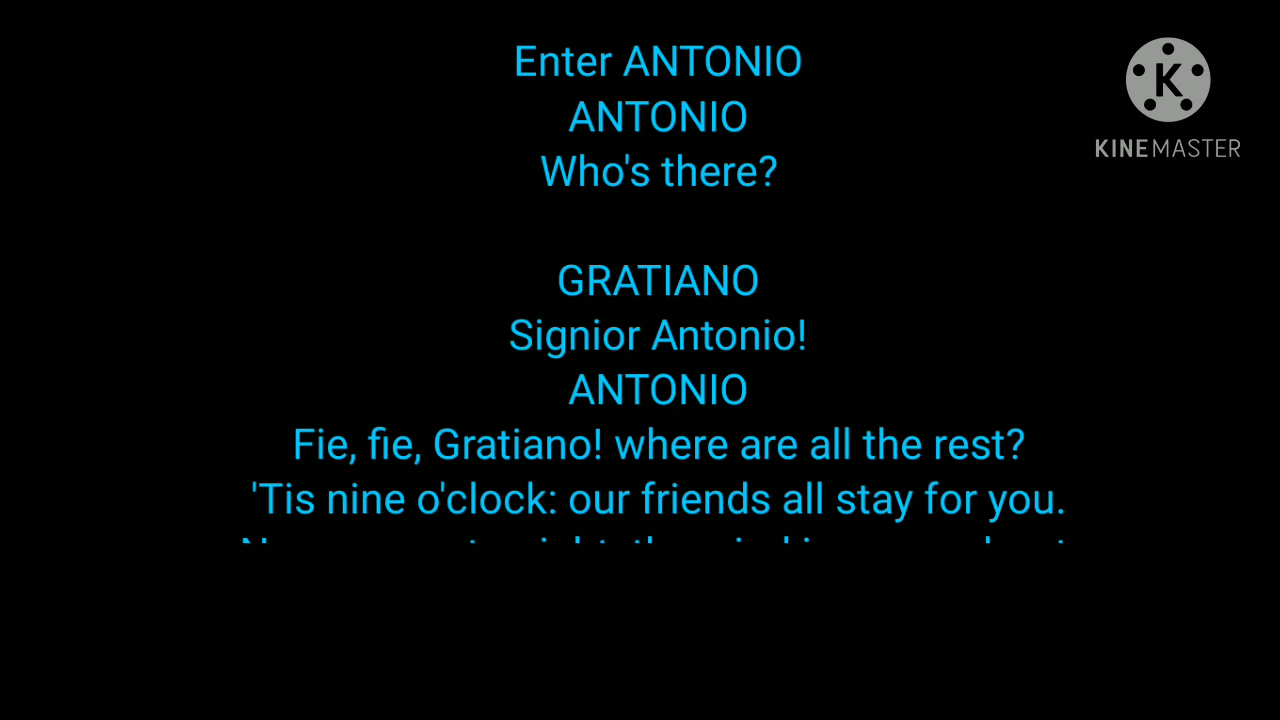 Enter ANTONIO
ANTONIO
Who's there?
GRATIANO
Signior Antonio!
ANTONIO
Fie, fie, Gratiano! where are all the rest?
'Tis nine o'clock: our friends all stay for you.
K
KINEMASTER